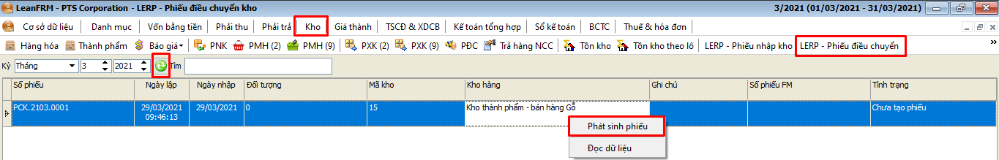 LeanFRM - PTS Corporation - LERP - Phiếu điều chuyển kho 3/2021 (01/03/2021 - 31/03/2021)
Cơ sở dữ liệu Danh mục Vốn bằng tiền Phải thu Phải trả Kho Giá thành TSCĐ & XDCB Kế toán tổng hợp Sổ kế toán BCTC Thuế & hóa đơn
Hàng hóa Thành phẩm Báo giá PNK PMH (2) PMH (9) PXK (2) PXK (9) PĐC Trả hàng NCC Tồn kho Tồn kho theo lô LERP - Phiếu nhập kho LERP - Phiếu điều chuyển
Kỳ Tháng 3 2021 Tìm
Số phiếu Ngày lập Ngày nhập Đối tượng Mã kho Kho hàng Ghi chú Số phiếu FM Tình trạng
PCK.2103.0001 29/03/2021 29/03/2021 0 15 Kho thành phẩm - bán hàng Gỗ Chưa tạo phiếu
09:46:13
Phát sinh phiếu
Đọc dữ liệu